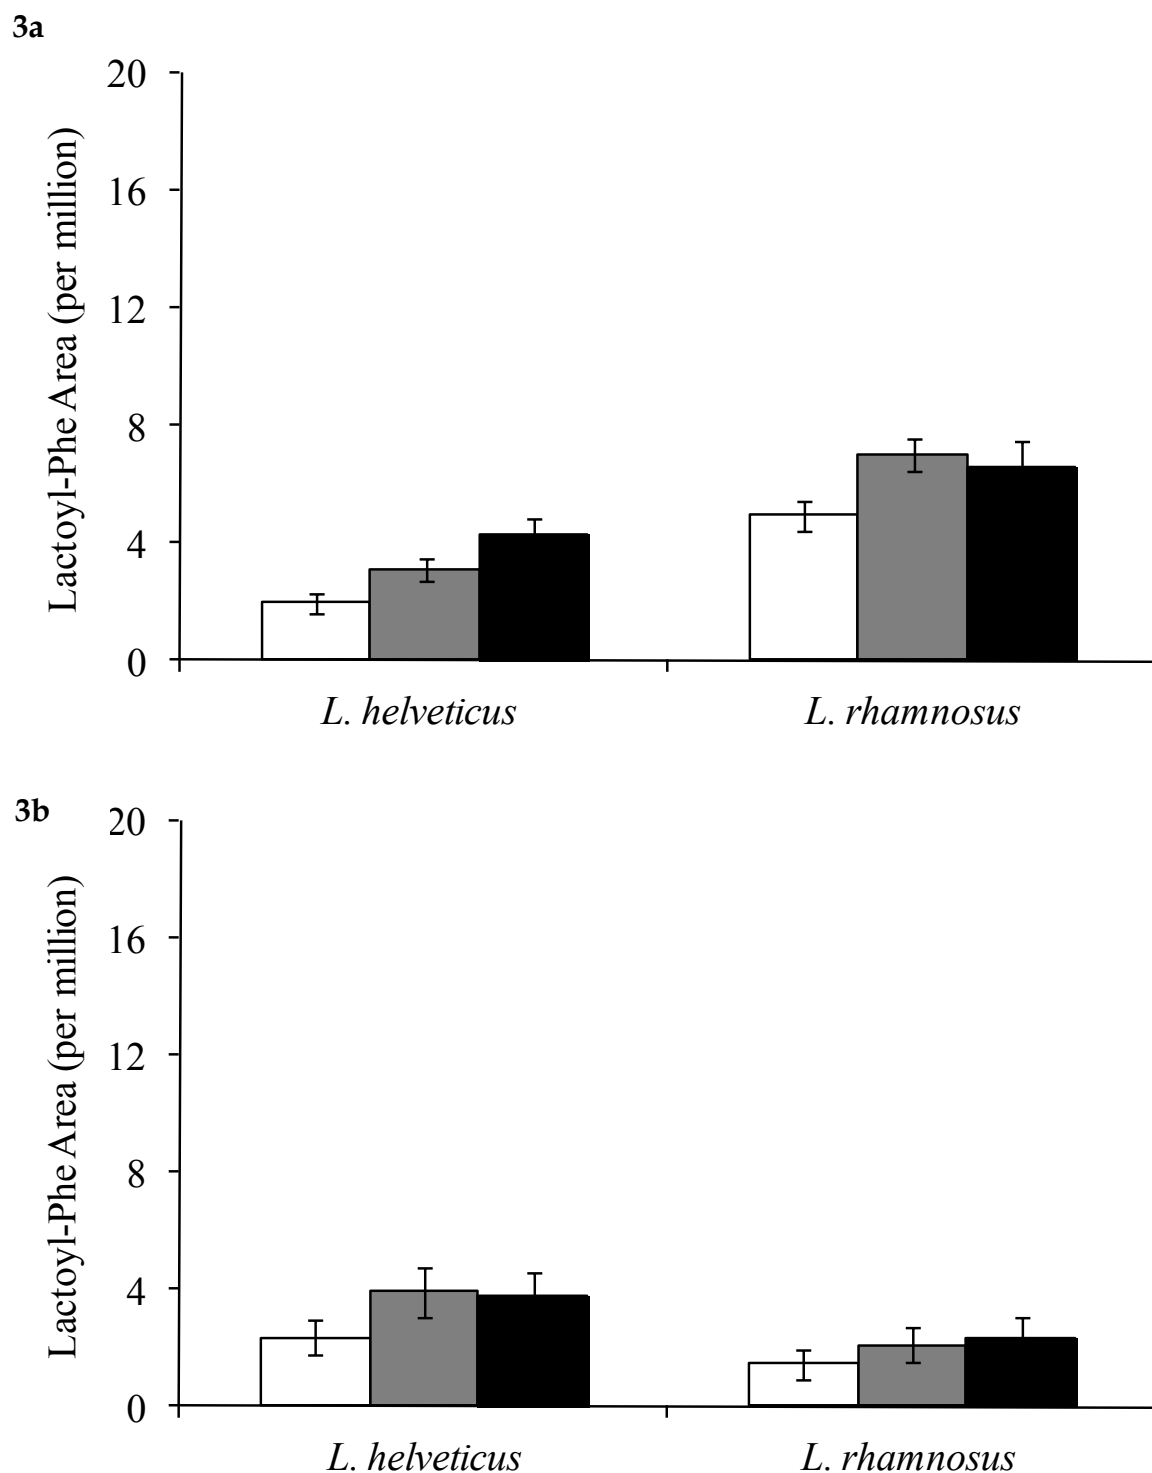 3a
20
16
12
8
4
0
Lactoyl-Phe Area (per million)
L. helveticus
L. rhamnosus
3b
20
16
12
8
4
0
Lactoyl-Phe Area (per million)
L. helveticus
L. rhamnosus